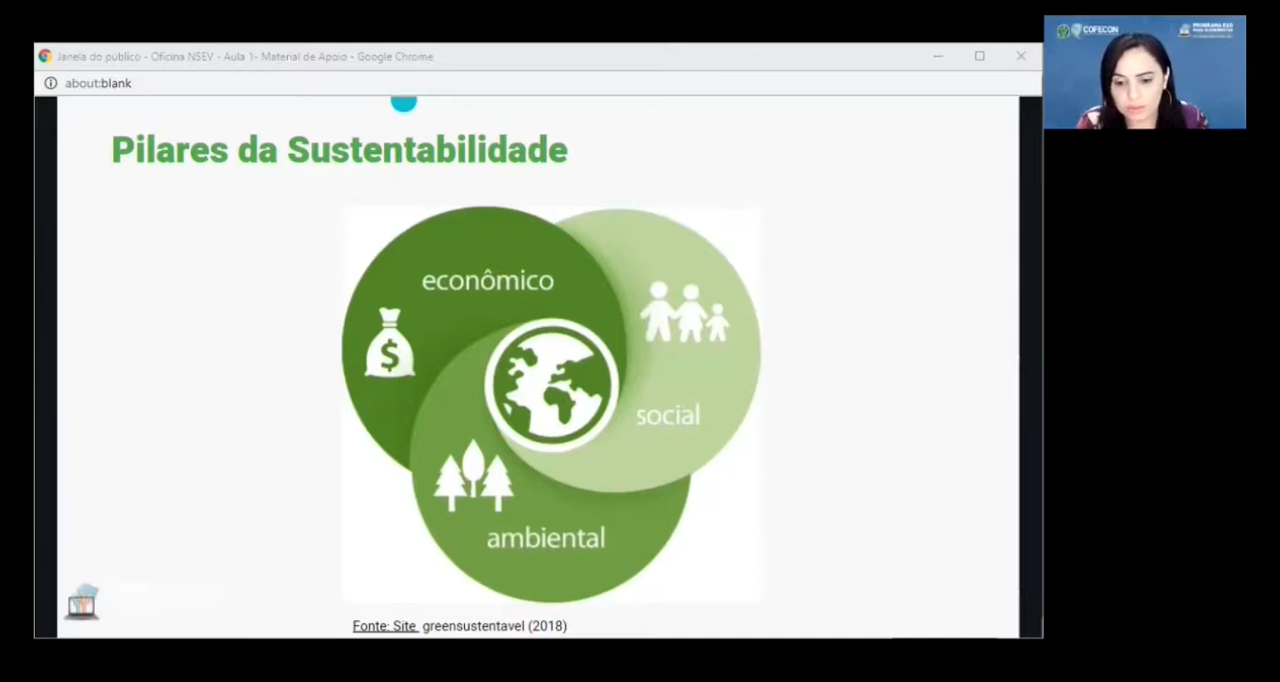 Janela do público - Oficina NSEV - Aula 1- Material de Apoio - Google Chrome
about:blank
COFECON
Pilares da Sustentabilidade
econômico
$
social
ambiental
Fonte: Site greensustentavel (2018)